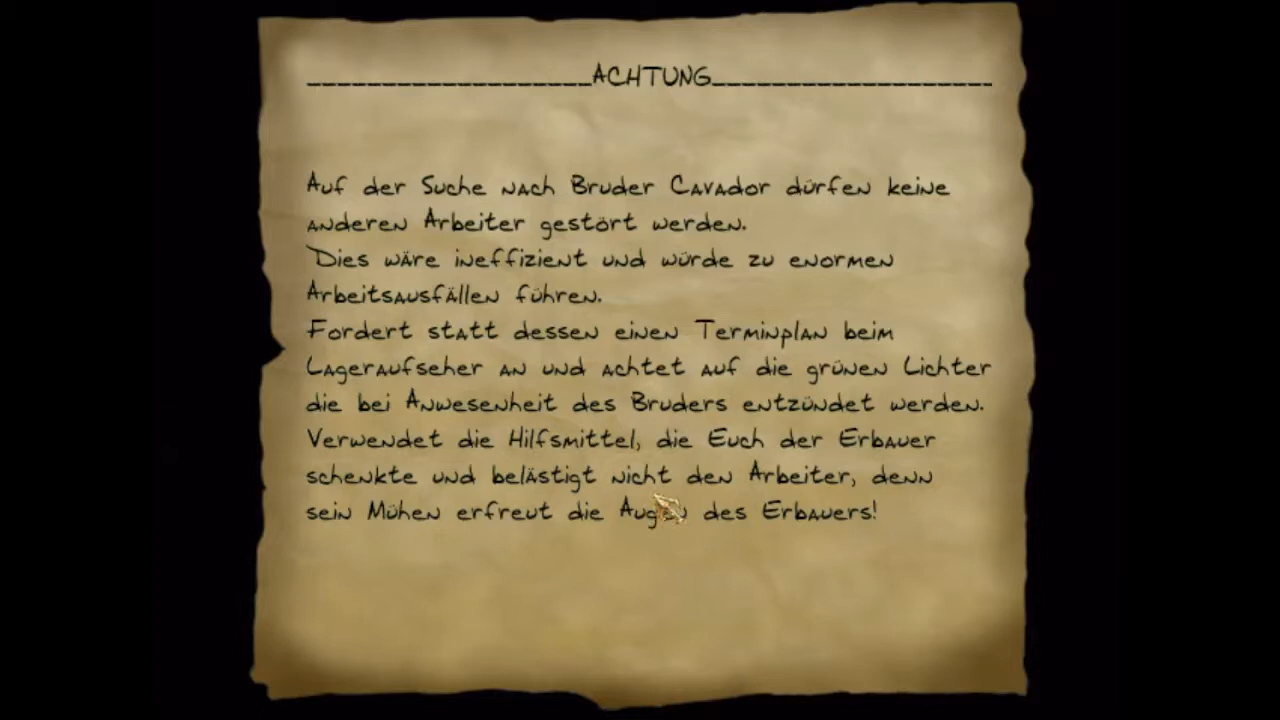 __________________ACHTUNG__________________
Auf der Suche nach Bruder Cavador dürfen keine
anderen Arbeiter gestört werden.
Dies wäre ineffizient und würde zu enormen
Arbeitsausfällen führen.
Fordert statt dessen einen Terminplan beim
Lageraufseher an und achtet auf die grünen Lichter
die bei Anwesenheit des Bruders entzündet werden.
Verwendet die Hilfsmittel, die Euch der Erbauer
schenkte und belästigt nicht den Arbeiter, denn
sein Mühen erfreut die Augen des Erbauers!